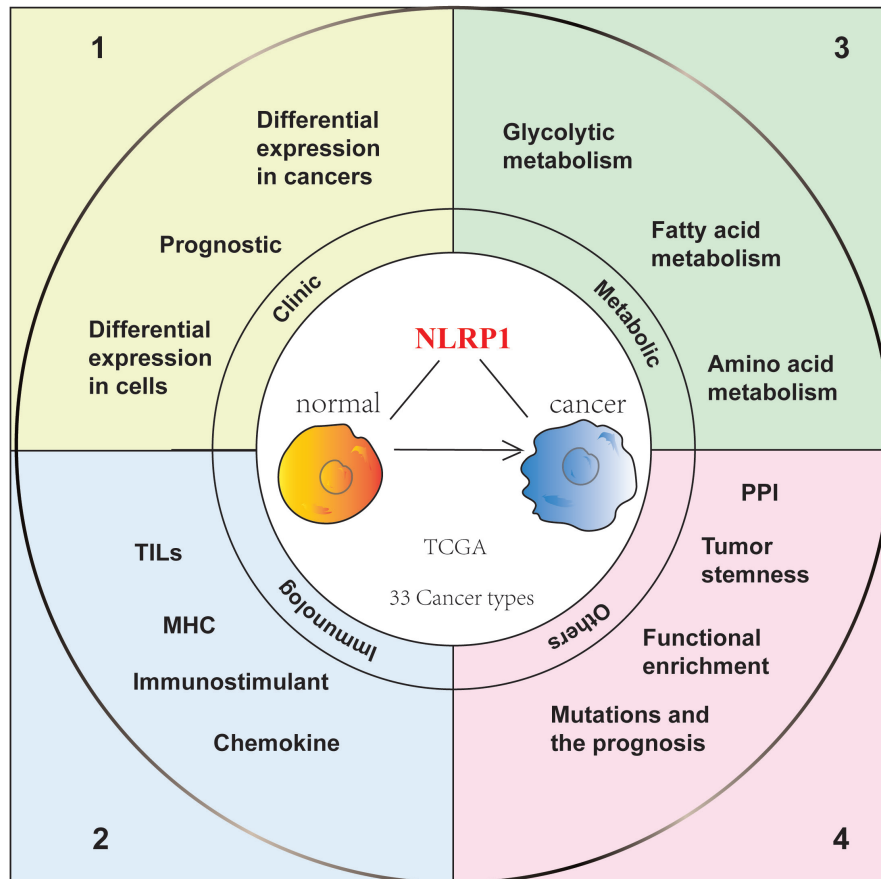 1
Differential
expression
in cancers
Prognostic
Differential
expression
in cells
Clinic
3
Glycolytic
metabolism
Fatty acid
metabolism
Amino acid
metabolism
Metabolic
NLRP1
normal
cancer
TCGA
33 Cancer types
TILs
MHC
Immunostimulant
Chemokine
Immunolog
2
PPI
Tumor
stemness
Functional
enrichment
Mutations and
the prognosis
Others
4